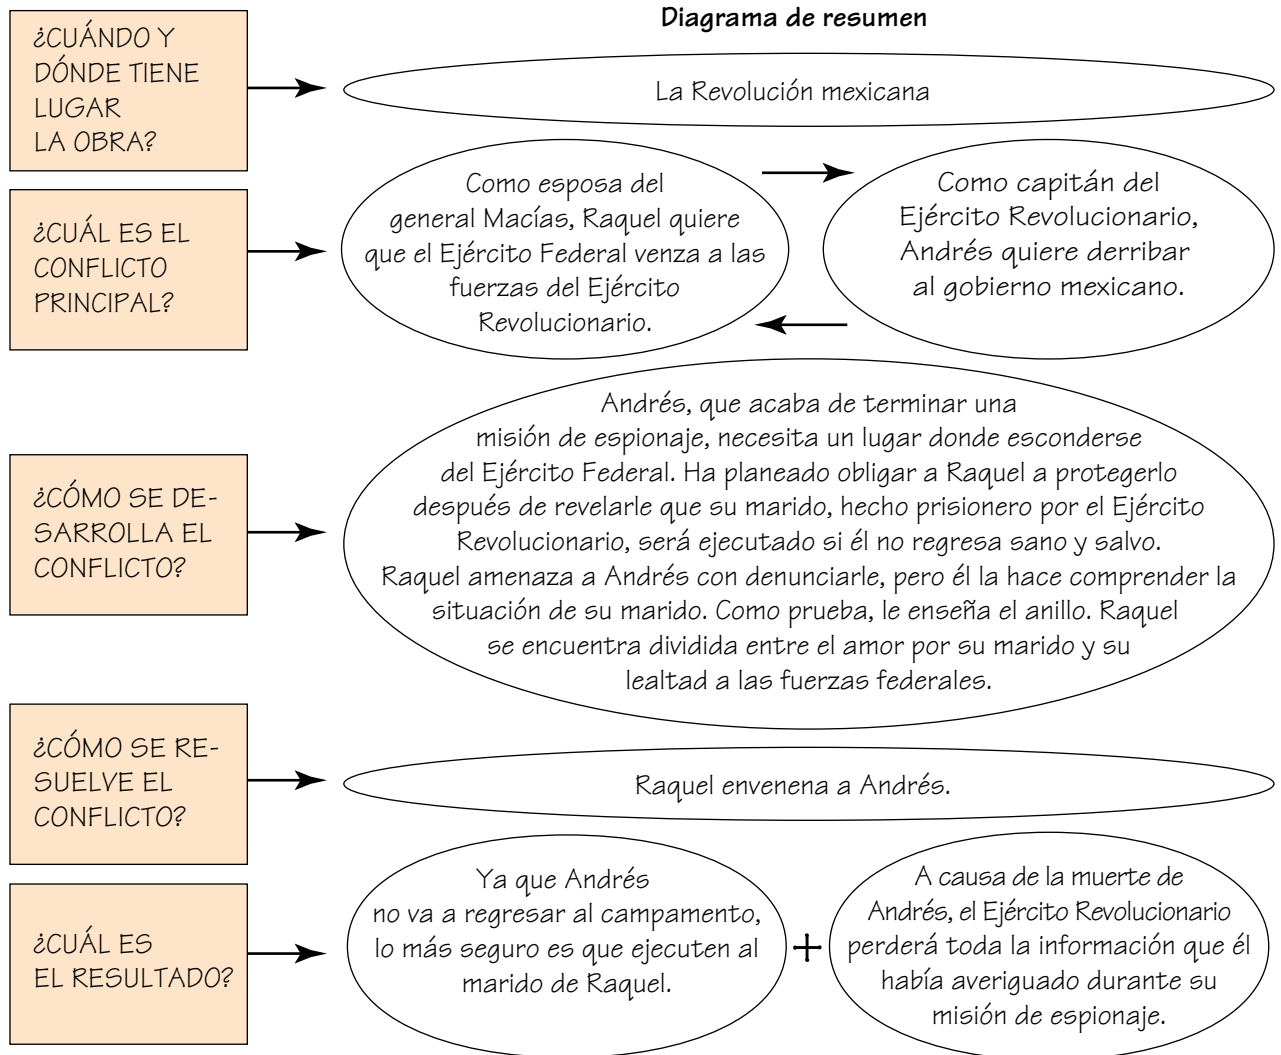 Diagrama de resumen
¿CUÁNDO Y
DÓNDE TIENE
LUGAR
LA OBRA?
La Revolución mexicana
¿CUÁL ES EL
CONFLICTO
PRINCIPAL?
Como esposa del
general Macías, Raquel quiere
que el Ejército Federal venza a las
fuerzas del Ejército
Revolucionario.
Como capitán del
Ejército Revolucionario,
Andrés quiere derribar
al gobierno mexicano.
¿CÓMO SE DE-
SARROLLA EL
CONFLICTO?
Andrés, que acaba de terminar una
misión de espionaje, necesita un lugar donde esconderse
del Ejército Federal. Ha planeado obligar a Raquel a protegerlo
después de revelarle que su marido, hecho prisionero por el Ejército
Revolucionario, será ejecutado si él no regresa sano y salvo.
Raquel amenaza a Andrés con denunciarle, pero él la hace comprender la
situación de su marido. Como prueba, le enseña el anillo. Raquel
se encuentra dividida entre el amor por su marido y su
lealtad a las fuerzas federales.
¿CÓMO SE RE-
SUELVE EL
CONFLICTO?
Raquel envenena a Andrés.
¿CUÁL ES
EL RESULTADO?
Ya que Andrés
no va a regresar al campamento,
lo más seguro es que ejecuten al
marido de Raquel.
+
A causa de la muerte de
Andrés, el Ejército Revolucionario
perderá toda la información que él
había averiguado durante su
misión de espionaje.